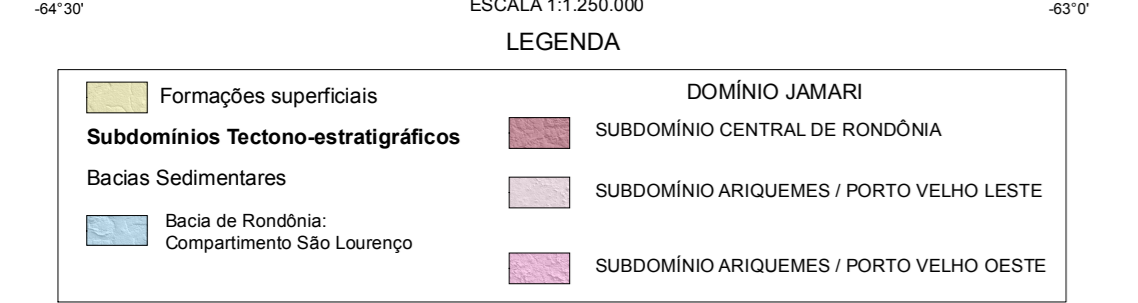 -64°30'
ESCALA 1:1.250.000
-63°0'
LEGENDA
Formações superficiais
Subdomínios Tectono-estratigráficos
Bacias Sedimentares
Bacia de Rondônia:
Compartimento São Lourenço
DOMÍNIO JAMARI
SUBDOMÍNIO CENTRAL DE RONDÔNIA
SUBDOMÍNIO ARIQUEMES / PORTO VELHO LESTE
SUBDOMÍNIO ARIQUEMES / PORTO VELHO OESTE